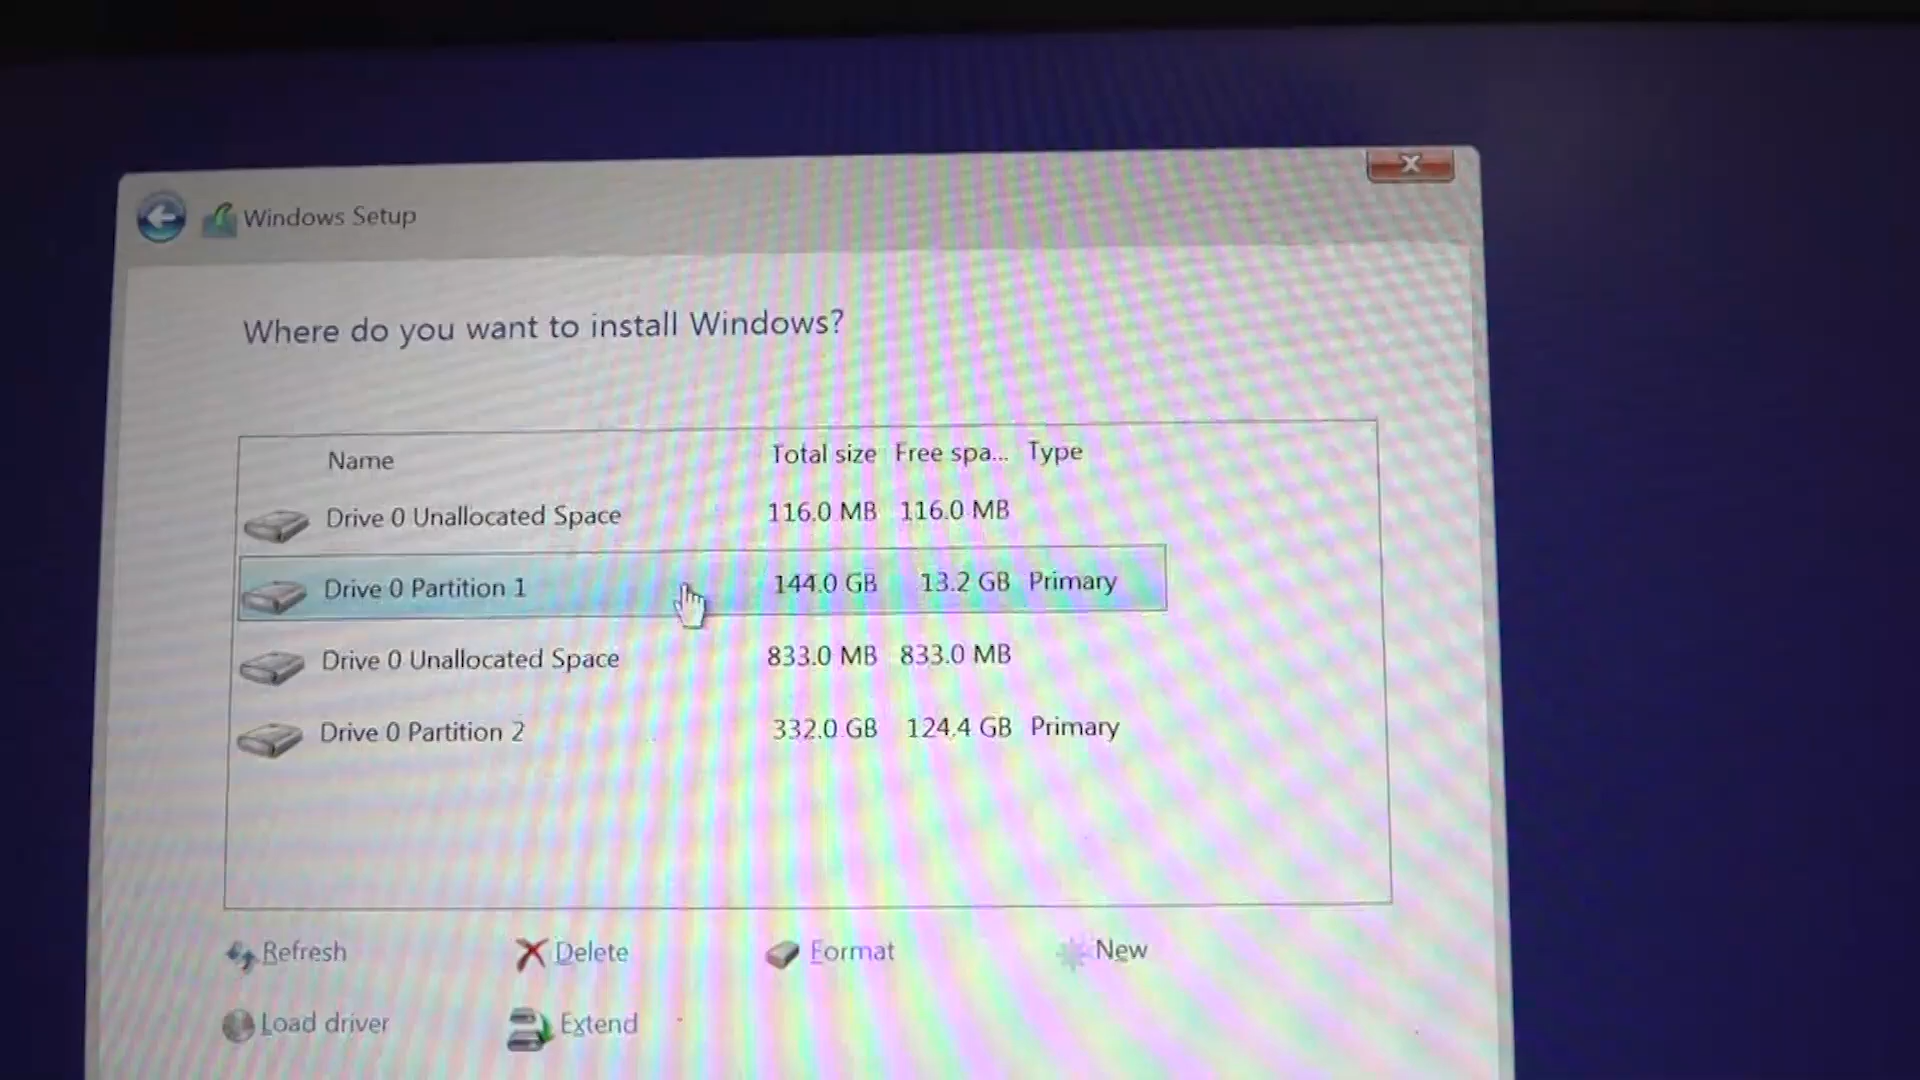 Windows Setup
Where do you want to install Windows?
Name Total size Free spa... Type
Drive 0 Unallocated Space 116.0 MB 116.0 MB
Drive 0 Partition 1 144.0 GB 13.2 GB Primary
Drive 0 Unallocated Space 833.0 MB 833.0 MB
Drive 0 Partition 2 332.0 GB 124.4 GB Primary
Refresh Delete Format New
Load driver Extend